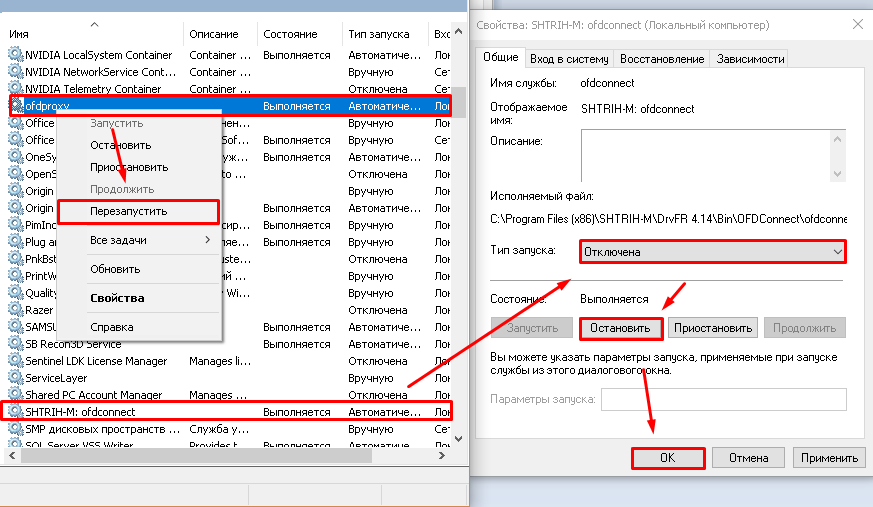 Имя Описание Состояние Тип запуска Вхо
NVIDIA LocalSystem Container Container ... Выполняется Автоматиче... Лок
NVIDIA NetworkService Cont... Container ... Вручную Сет
NVIDIA Telemetry Container Container ... Отключена Лок
ofdproxy Выполняется Автоматиче... Лок
Office Вручную Лок
Office Выполняется Автоматиче... Лок
OneSy Выполняется Автоматиче... Лок
OpenS Отключена Лок
Origin Вручную Лок
Origin Выполняется Автоматиче... Лок
PimInd Выполняется Вручную Лок
Plug an Выполняется Вручную Лок
PnkBst Отключена Лок
PrintW Вручную Лок
Quality Вручную Лок
Razer Отключена Лок
SAMSU Выполняется Автоматиче... Лок
SB Recon3D Service Выполняется Автоматиче... Лок
Sentinel LDK License Manager Manages li... Отключена Лок
ServiceLayer Вручную Лок
Shared PC Account Manager Manages p... Отключена Лок
SHTRIH-M: ofdconnect Выполняется Автоматиче... Лок
SMP дисковых пространств ... Служба у... Вручную Сет
SQL Server VSS Writer Provides t... Выполняется Автоматиче... Лок
Запустить
Остановить
Приостановить
Продолжить
Перезапустить
Все задачи
Обновить
Свойства
Справка
Свойства: SHTRIH-M: ofdconnect (Локальный компьютер)
Общие Вход в систему Восстановление Зависимости
Имя службы: ofdconnect
Отображаемое
имя: SHTRIH-M: ofdconnect
Описание:
Исполняемый файл:
C:\Program Files (x86)\SHTRIH-M\DrvFR 4.14\Bin\OFDConnect\ofdconne
Тип запуска: Отключена
Состояние: Выполняется
Запустить Остановить Приостановить Продолжить
Вы можете указать параметры запуска, применяемые при запуске
службы из этого диалогового окна.
Параметры запуска:
OK Отмена Применить